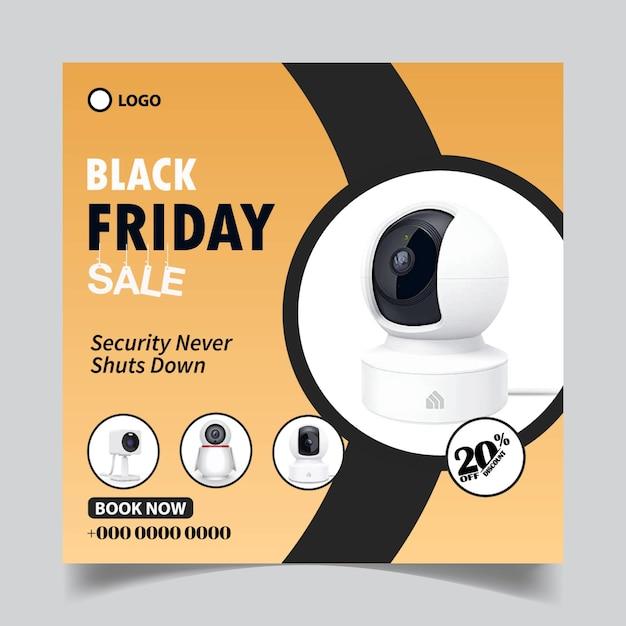 LOGO
BLACK
FRIDAY
SALE
Security Never
Shuts Down
20%
OFF DISCOUNT
BOOK NOW
+000 0000 0000